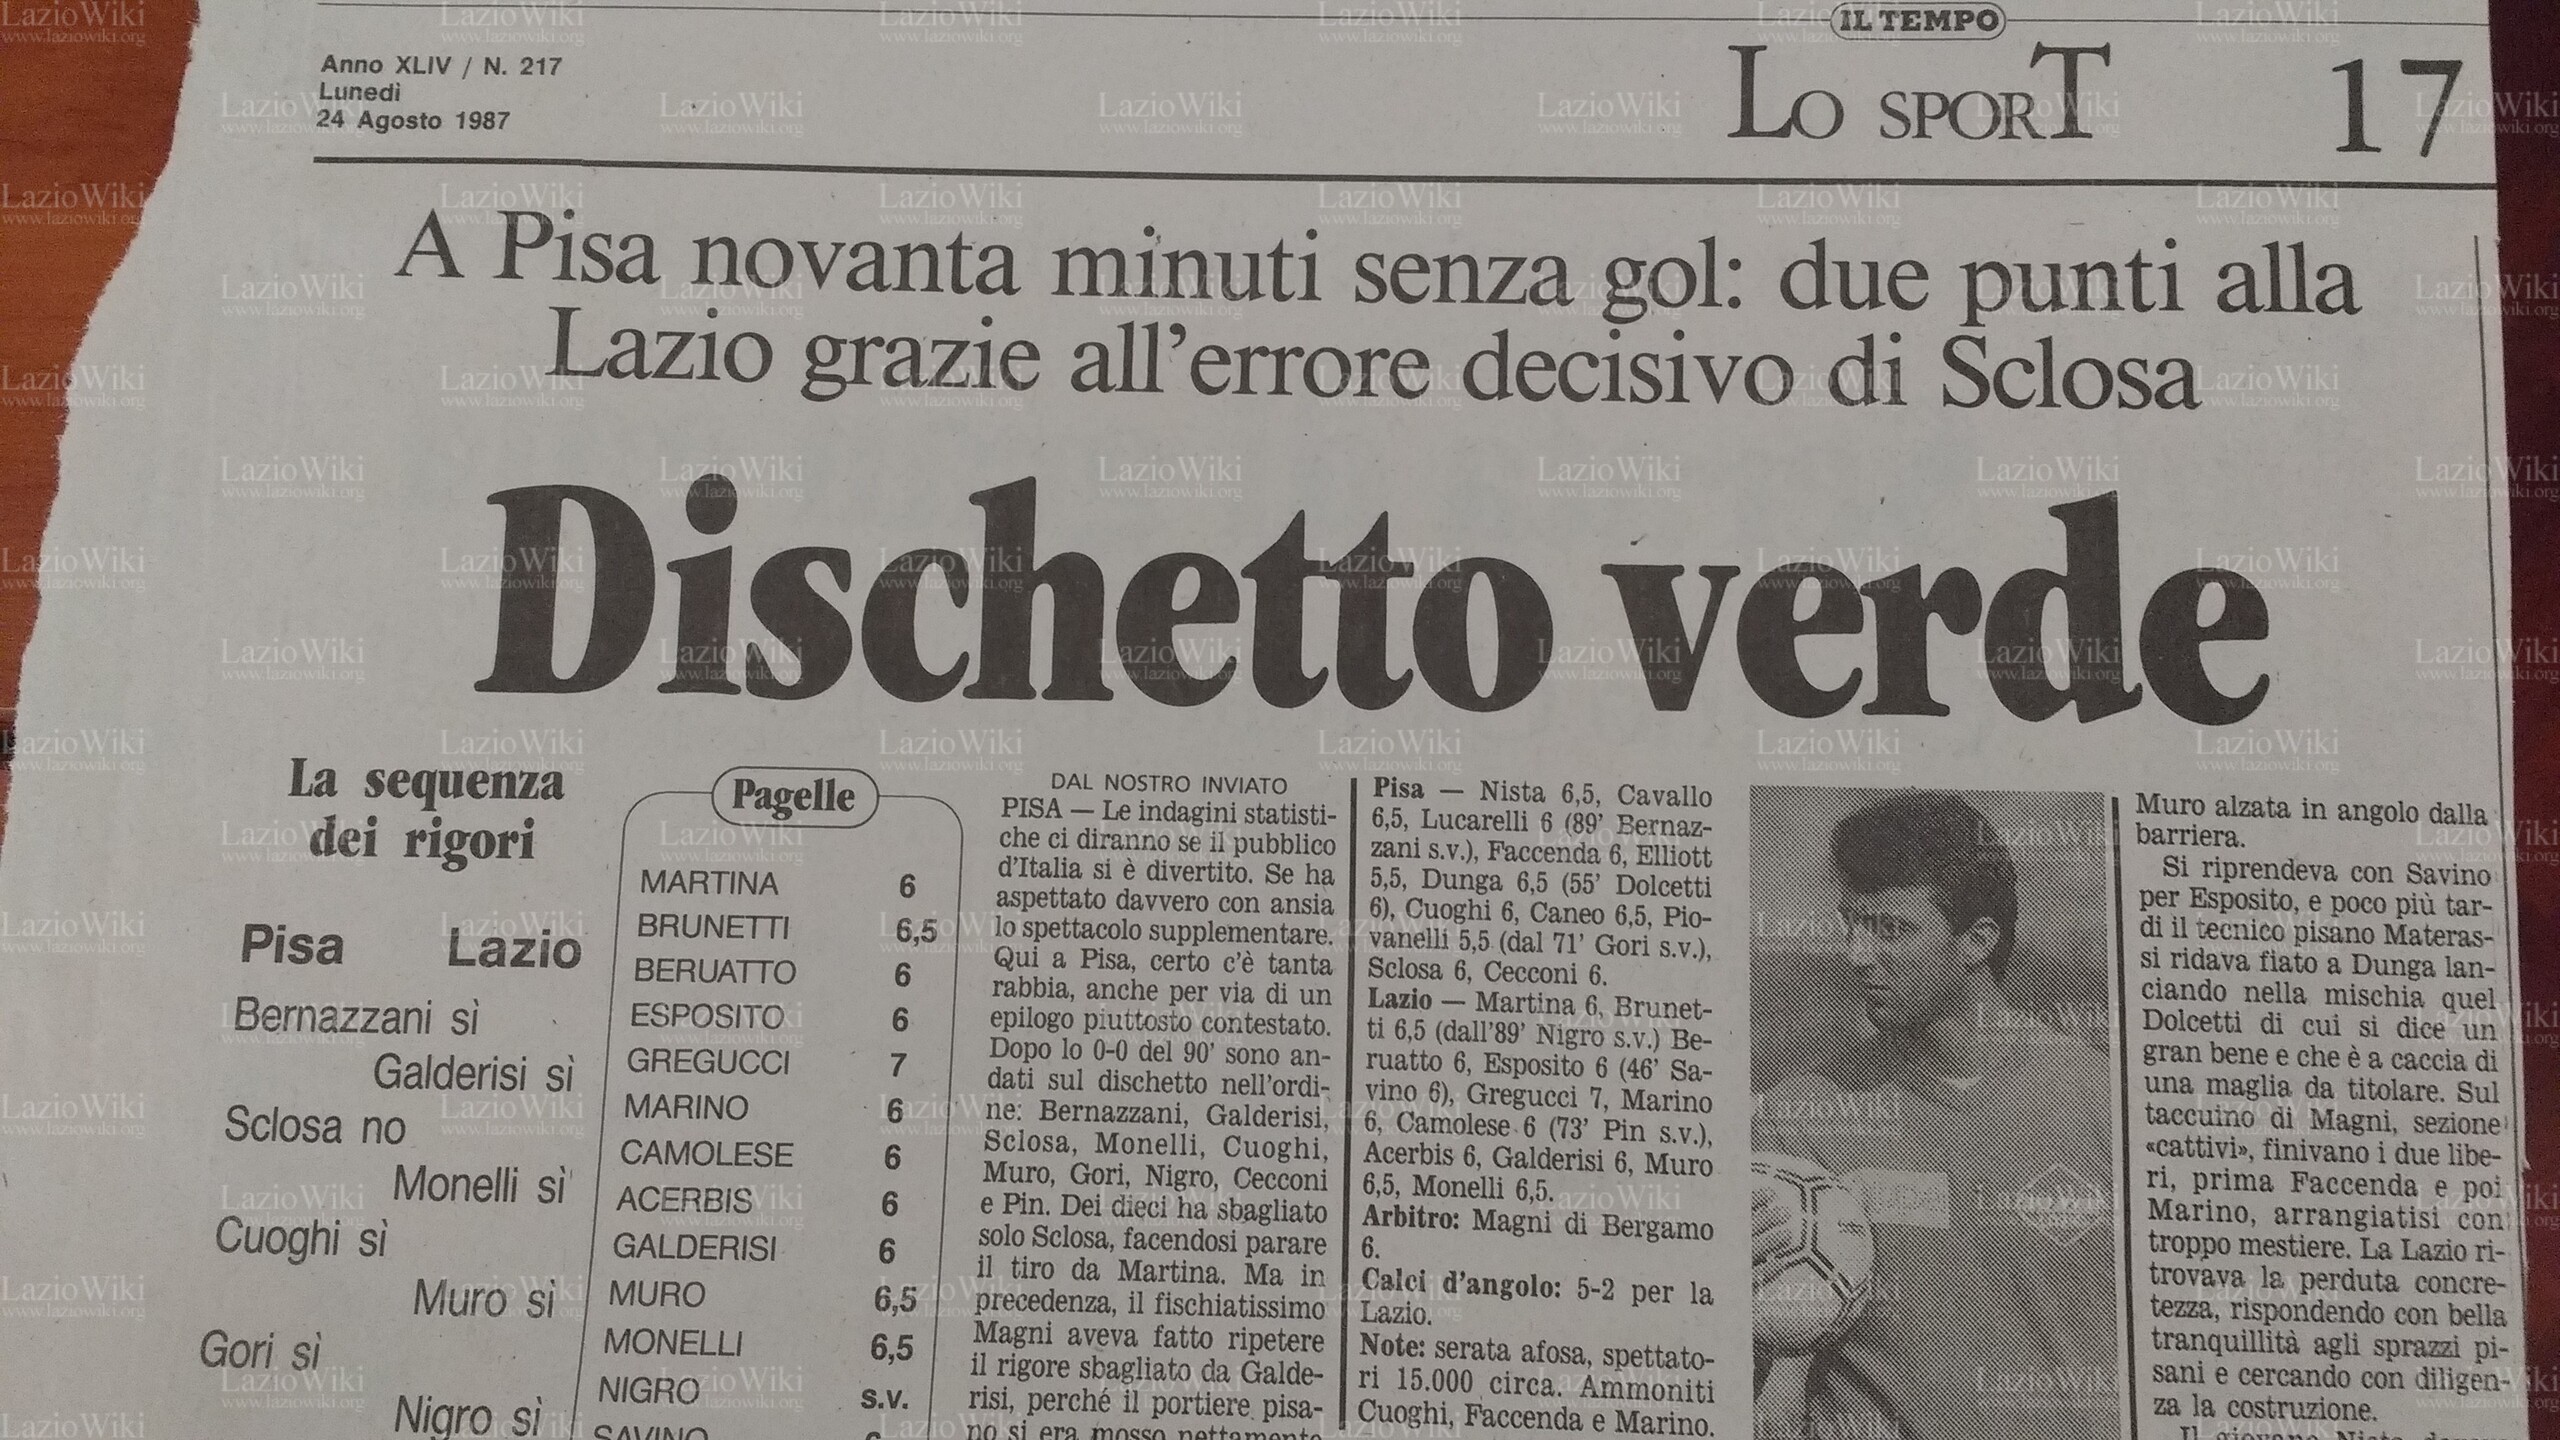 IL TEMPO
Anno XLIV / N. 217
Lunedì
24 Agosto 1987
Lo sport
17
A Pisa novanta minuti senza gol: due punti alla
Lazio grazie all'errore decisivo di Sclosa
Dischetto verde
La sequenza
dei rigori
Pisa Lazio
Bernazzani sì
Galderisi sì
Sclosa no
Monelli sì
Cuoghi sì
Muro sì
Gori sì
Nigro sì
Pagelle
MARTINA 6
BRUNETTI 6,5
BERUATTO 6
ESPOSITO 6
GREGUCCI 7
MARINO 6
CAMOLESE 6
ACERBIS 6
GALDERISI 6
MURO 6,5
MONELLI 6,5
NIGRO s.v.
SAVINO 6
DAL NOSTRO INVIATO
PISA — Le indagini statisti-
che ci diranno se il pubblico
d'Italia si è divertito. Se ha
aspettato davvero con ansia
lo spettacolo supplementare.
Qui a Pisa, certo c'è tanta
rabbia, anche per via di un
epilogo piuttosto contestato.
Dopo lo 0-0 del 90' sono an-
dati sul dischetto nell'ordi-
ne: Bernazzani, Galderisi,
Sclosa, Monelli, Cuoghi,
Muro, Gori, Nigro, Cecconi
e Pin. Dei dieci ha sbagliato
solo Sclosa, facendosi parare
il tiro da Martina. Ma in
precedenza, il fischiatissimo
Magni aveva fatto ripetere
il rigore sbagliato da Galde-
risi, perché il portiere pisa-
no si era mosso nettamente
Pisa — Nista 6,5, Cavallo
6,5, Lucarelli 6 (89' Bernaz-
zani s.v.), Faccenda 6, Elliott
5,5, Dunga 6,5 (55' Dolcetti
6), Cuoghi 6, Caneo 6,5, Pio-
vanelli 5,5 (dal 71' Gori s.v.),
Sclosa 6, Cecconi 6.
Lazio — Martina 6, Brunet-
ti 6,5 (dall'89' Nigro s.v.) Be-
ruatto 6, Esposito 6 (46' Sa-
vino 6), Gregucci 7, Marino
6, Camolese 6 (73' Pin s.v.),
Acerbis 6, Galderisi 6, Muro
6,5, Monelli 6,5.
Arbitro: Magni di Bergamo
6.
Calci d'angolo: 5-2 per la
Lazio.
Note: serata afosa, spettato-
ri 15.000 circa. Ammoniti
Cuoghi, Faccenda e Marino.
Muro alzata in angolo dalla
barriera.
Si riprendeva con Savino
per Esposito, e poco più tar-
di il tecnico pisano Materas-
si ridava fiato a Dunga lan-
ciando nella mischia quel
Dolcetti di cui si dice un
gran bene e che è a caccia di
una maglia da titolare. Sul
taccuino di Magni, sezione
«cattivi», finivano i due libe-
ri, prima Faccenda e poi
Marino, arrangiatisi con
troppo mestiere. La Lazio ri-
trovava la perduta concre-
tezza, rispondendo con bella
tranquillità agli sprazzi pi-
sani e cercando con diligen-
za la costruzione.
LazioWiki
www.laziowiki.org